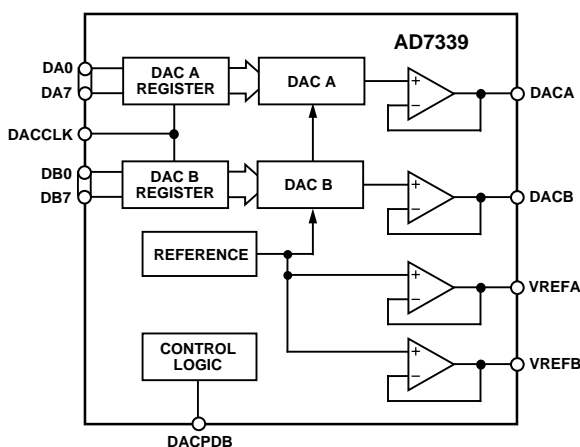 AD7339
DA0
DA7
DAC A
REGISTER
DAC A
+
−
DACA
DACCLK
DB0
DB7
DAC B
REGISTER
DAC B
+
−
DACB
REFERENCE
+
−
VREFA
CONTROL
LOGIC
+
−
VREFB
DACPDB